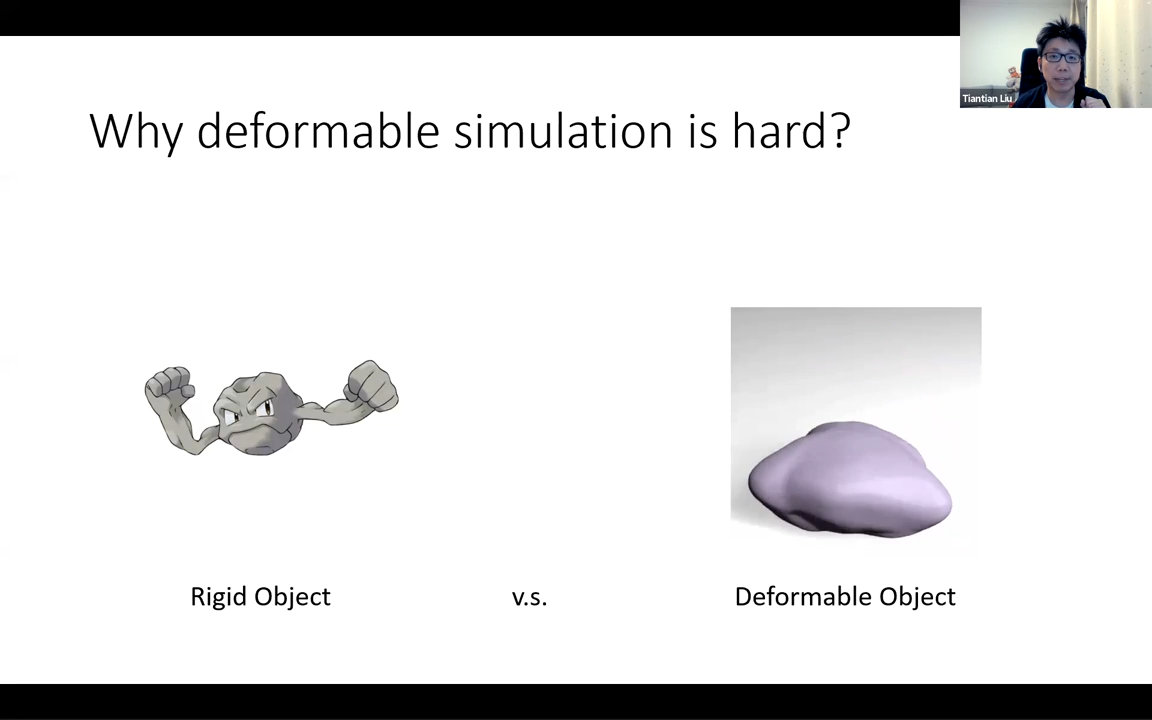 Tiantian Liu
Why deformable simulation is hard?
Rigid Object
v.s.
Deformable Object